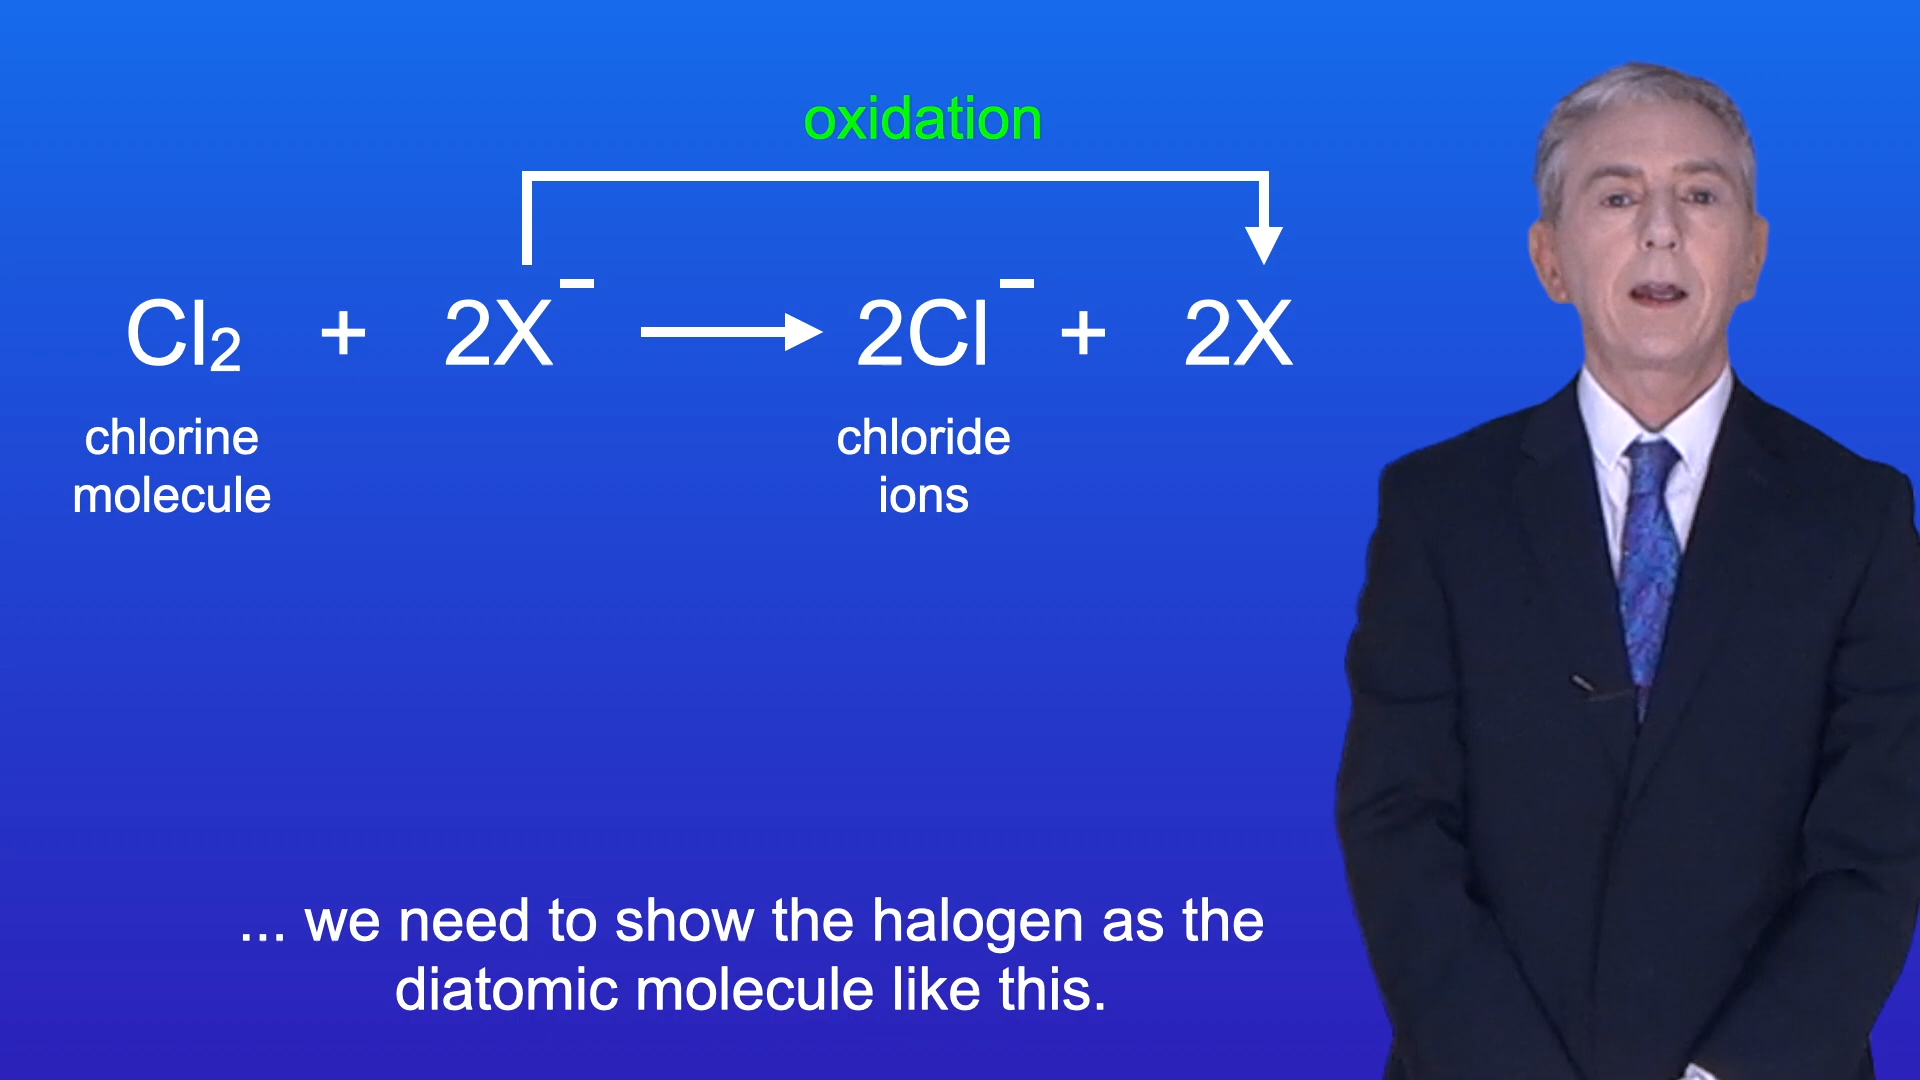 oxidation
Cl₂ + 2X⁻ ⟶ 2Cl⁻ + 2X
chlorine
molecule
chloride
ions
... we need to show the halogen as the
diatomic molecule like this.